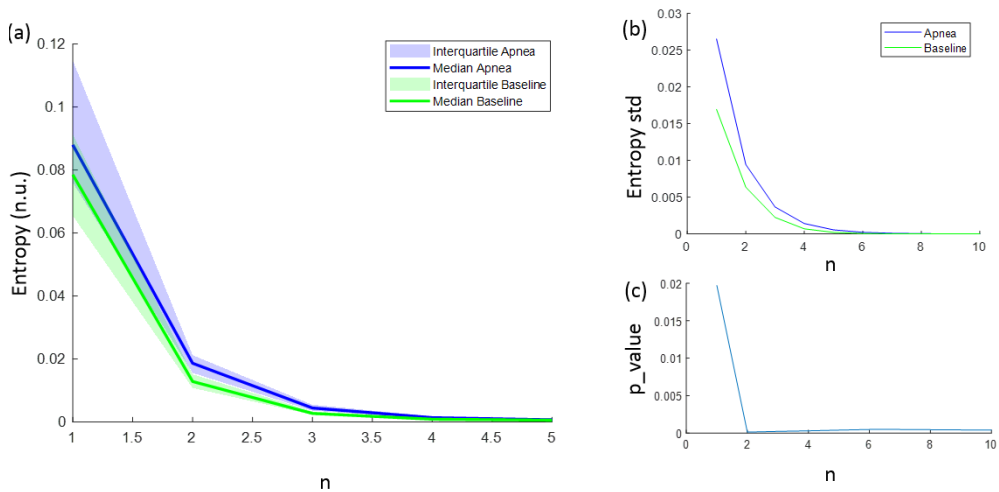 (a)
0.12
0.1
0.08
0.06
0.04
0.02
0
Entropy (n.u.)
1
1.5
2
2.5
3
3.5
4
4.5
5
n
Interquartile Apnea
Median Apnea
Interquartile Baseline
Median Baseline
(b)
0.03
0.025
0.02
0.015
0.01
0.005
0
Entropy std
0
2
4
6
8
10
n
Apnea
Baseline
(c)
0.02
0.015
0.01
0.005
0
p_value
0
2
4
6
8
10
n